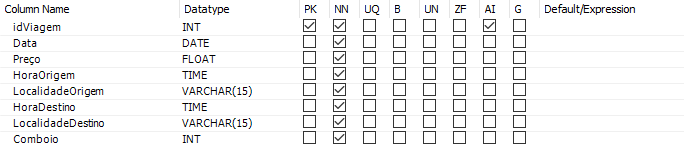 Column Name Datatype PK NN UQ B UN ZF AI G Default/Expression
idViagem INT
Data DATE
Preço FLOAT
HoraOrigem TIME
LocalidadeOrigem VARCHAR(15)
HoraDestino TIME
LocalidadeDestino VARCHAR(15)
Comboio INT